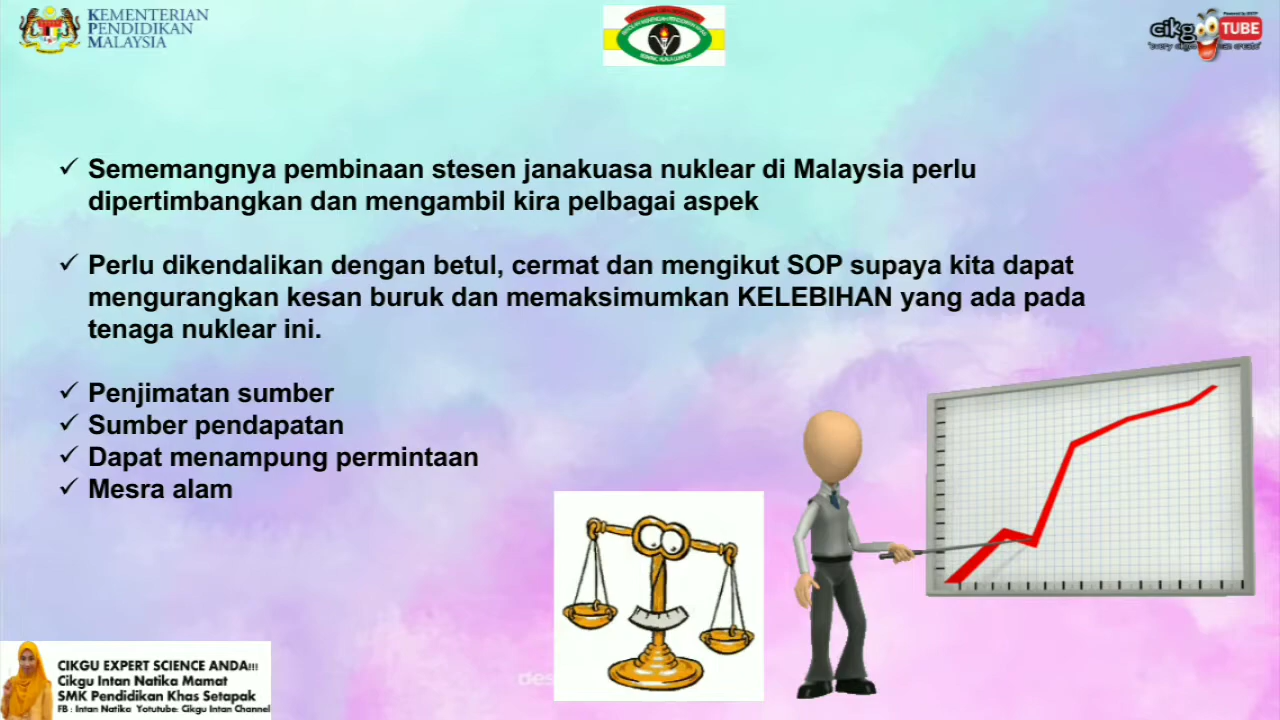 KEMENTERIAN
PENDIDIKAN
MALAYSIA
cikgooTUBE
Sememangnya pembinaan stesen janakuasa nuklear di Malaysia perlu
dipertimbangkan dan mengambil kira pelbagai aspek
Perlu dikendalikan dengan betul, cermat dan mengikut SOP supaya kita dapat
mengurangkan kesan buruk dan memaksimumkan KELEBIHAN yang ada pada
tenaga nuklear ini.
Penjimatan sumber
Sumber pendapatan
Dapat menampung permintaan
Mesra alam
CIKGU EXPERT SCIENCE ANDA!!!
Cikgu Intan Natika Mamat
SMK Pendidikan Khas Setapak
FB : Intan Natika Yotutube: Cikgu Intan Channel